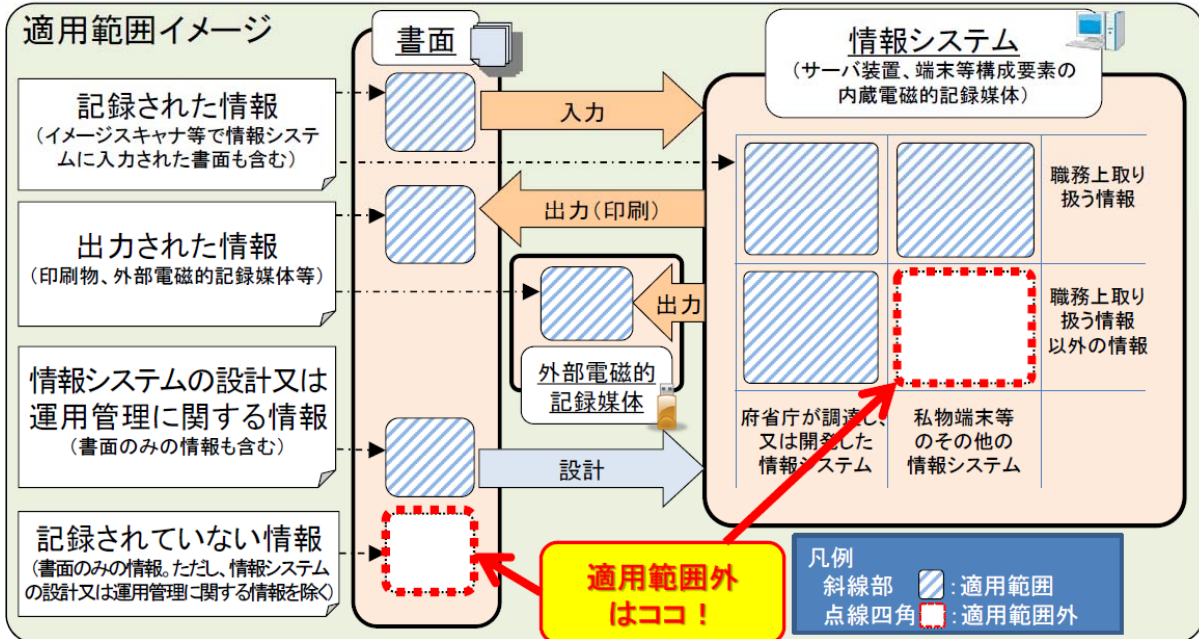 適用範囲イメージ
書面
情報システム
(サーバ装置、端末等構成要素の
内蔵電磁的記録媒体)
記録された情報
(イメージスキャナ等で情報システ
ムに入力された書面も含む)
入力
職務上取り
扱う情報
出力された情報
(印刷物、外部電磁的記録媒体等)
出力(印刷)
出力
職務上取り
扱う情報
以外の情報
外部電磁的
記録媒体
情報システムの設計又は
運用管理に関する情報
(書面のみの情報も含む)
設計
府省庁が調達し、
又は開発した
情報システム
私物端末等
のその他の
情報システム
記録されていない情報
(書面のみの情報。ただし、情報システム
の設計又は運用管理に関する情報を除く)
適用範囲外
はココ!
凡例
斜線部 :適用範囲
点線四角 :適用範囲外